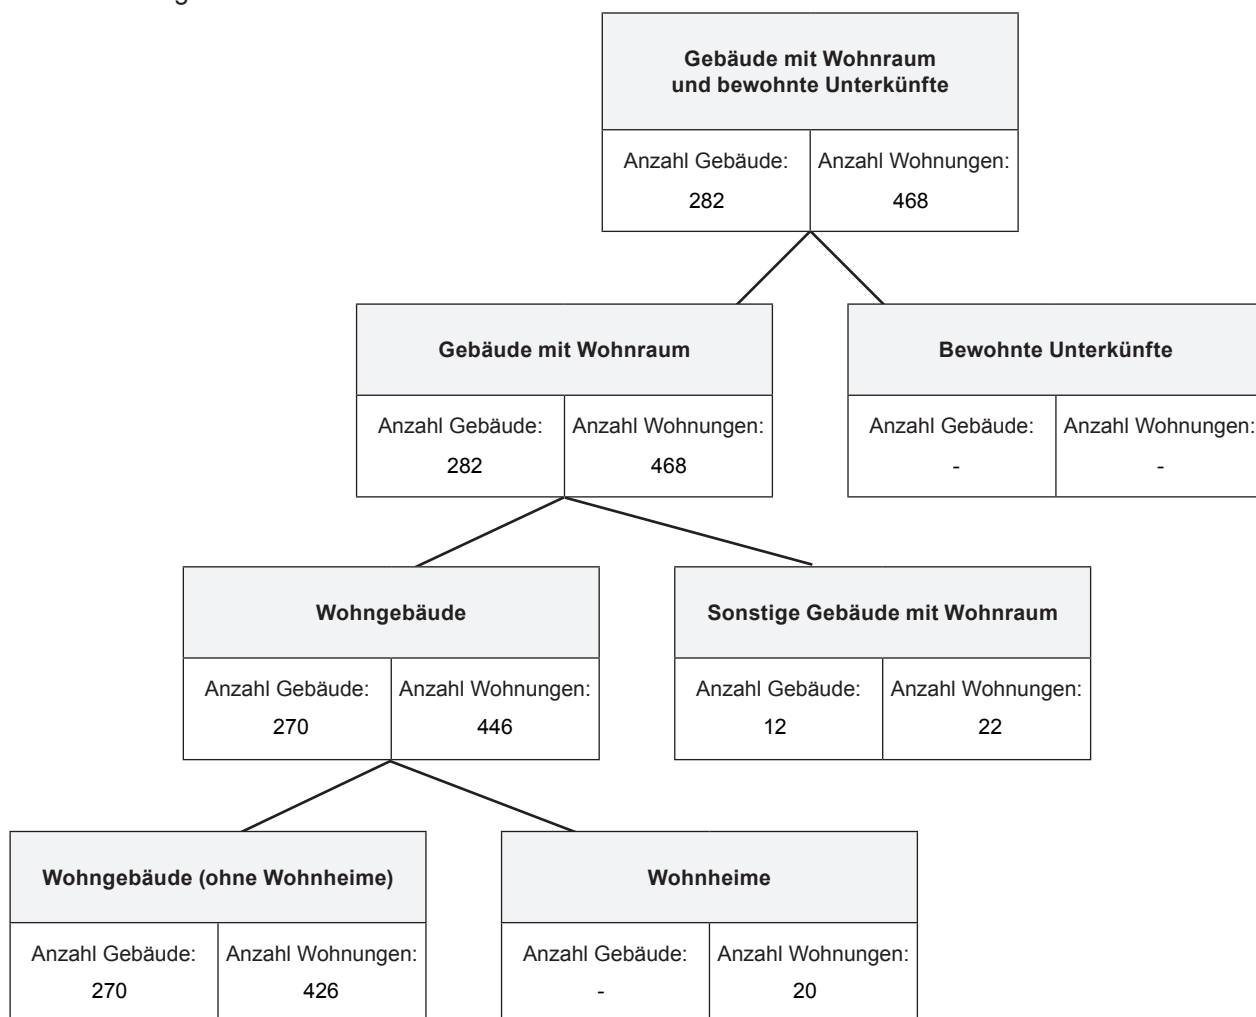 Gebäude mit Wohnraum
und bewohnte Unterkünfte
Anzahl Gebäude: Anzahl Wohnungen:
282 468
Gebäude mit Wohnraum
Anzahl Gebäude: Anzahl Wohnungen:
282 468
Bewohnte Unterkünfte
Anzahl Gebäude: Anzahl Wohnungen:
- -
Wohngebäude
Anzahl Gebäude: Anzahl Wohnungen:
270 446
Sonstige Gebäude mit Wohnraum
Anzahl Gebäude: Anzahl Wohnungen:
12 22
Wohngebäude (ohne Wohnheime)
Anzahl Gebäude: Anzahl Wohnungen:
270 426
Wohnheime
Anzahl Gebäude: Anzahl Wohnungen:
- 20